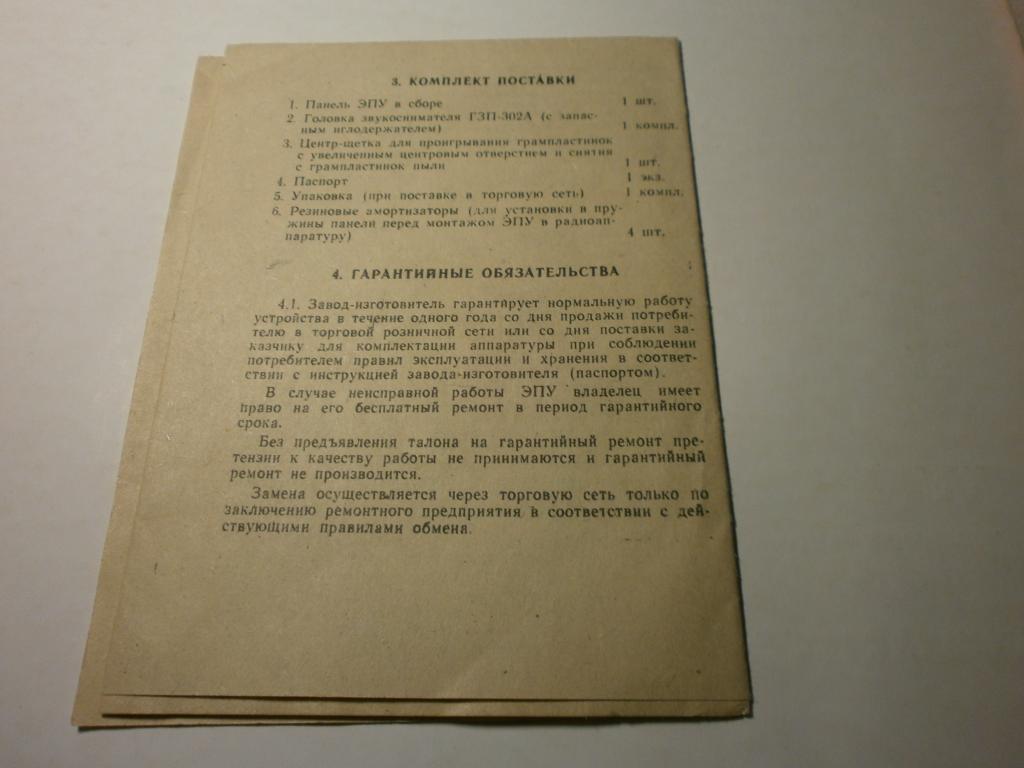 3. КОМПЛЕКТ ПОСТАВКИ
1. Панель ЭПУ в сборе 1 шт.
2. Головка звукоснимателя ГЗП-302А (с запас-
ным иглодержателем) 1 компл.
3. Центр-щетка для проигрывания грампластинок
с увеличенным центровым отверстием и снятия
с грампластинок пыли 1 шт.
4. Паспорт 1 экз.
5. Упаковка (при поставке в торговую сеть) 1 компл.
6. Резиновые амортизаторы (для установки в пру-
жины панели перед монтажом ЭПУ в радиоап-
паратуру) 4 шт.
4. ГАРАНТИЙНЫЕ ОБЯЗАТЕЛЬСТВА
4.1. Завод-изготовитель гарантирует нормальную работу
устройства в течение одного года со дня продажи потреби-
телю в торговой розничной сети или со дня поставки за-
казчику для комплектации аппаратуры при соблюдении
потребителем правил эксплуатации и хранения в соответ-
ствии с инструкцией завода-изготовителя (паспортом).
В случае неисправной работы ЭПУ владелец имеет
право на его бесплатный ремонт в период гарантийного
срока.
Без предъявления талона на гарантийный ремонт пре-
тензии к качеству работы не принимаются и гарантийный
ремонт не производится.
Замена осуществляется через торговую сеть только по
заключению ремонтного предприятия в соответствии с дей-
ствующими правилами обмена.